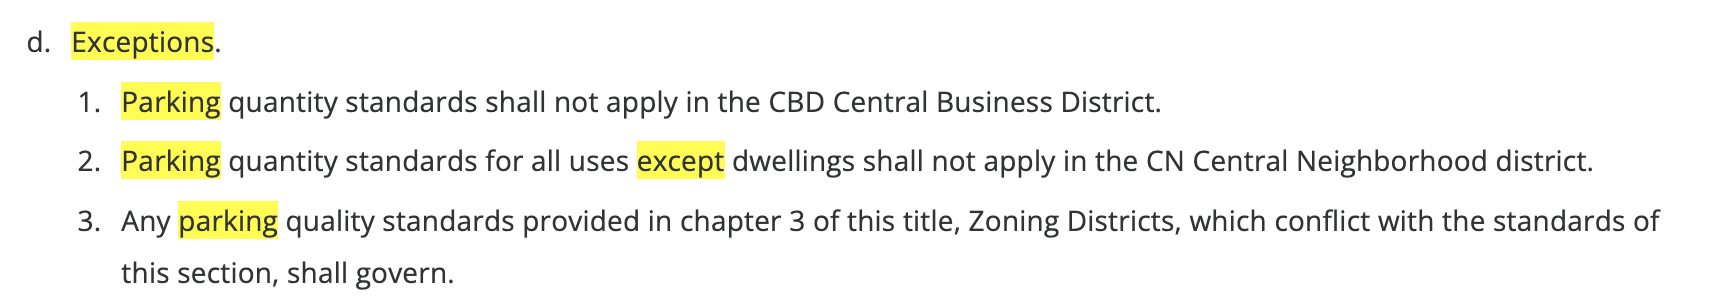 d. Exceptions.
1. Parking quantity standards shall not apply in the CBD Central Business District.
2. Parking quantity standards for all uses except dwellings shall not apply in the CN Central Neighborhood district.
3. Any parking quality standards provided in chapter 3 of this title, Zoning Districts, which conflict with the standards of
this section, shall govern.